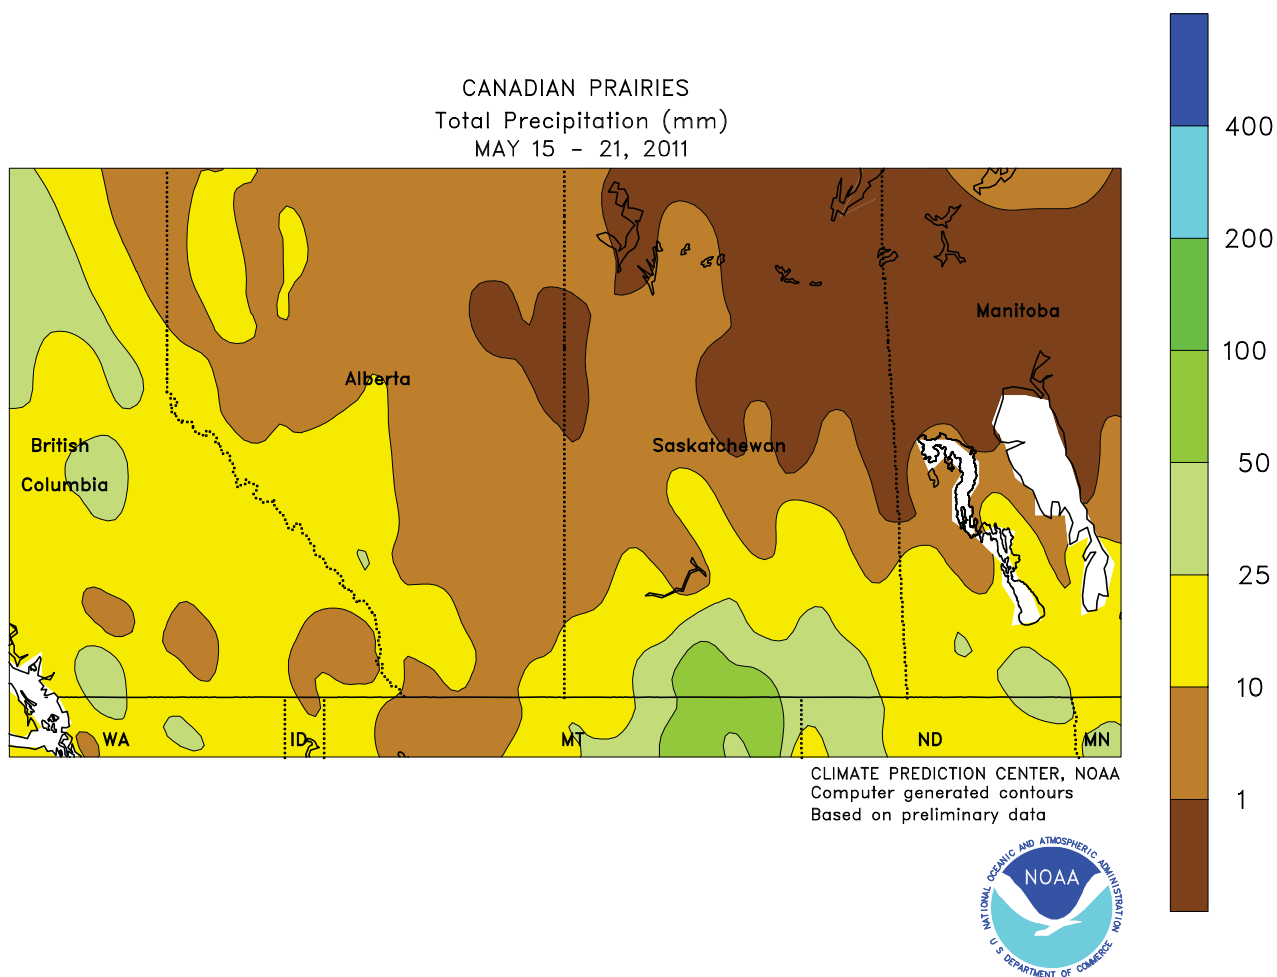 CANADIAN PRAIRIES
Total Precipitation (mm)
MAY 15 - 21, 2011
400
200
100
50
25
10
1
Manitoba
Alberta
British
Columbia
Saskatchewan
WA
ID
MT
ND
MN
CLIMATE PREDICTION CENTER, NOAA
Computer generated contours
Based on preliminary data
NATIONAL OCEANIC AND ATMOSPHERIC ADMINISTRATION
NOAA
U S DEPARTMENT OF COMMERCE